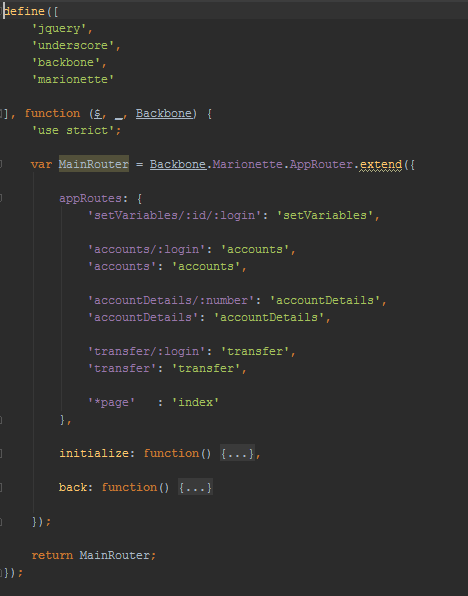 define([
    'jquery',
    'underscore',
    'backbone',
    'marionette'
], function ($, _, Backbone) {
    'use strict';
    var MainRouter = Backbone.Marionette.AppRouter.extend({
        appRoutes: {
            'setVariables/:id/:login': 'setVariables',
            'accounts/:login': 'accounts',
            'accounts': 'accounts',
            'accountDetails/:number': 'accountDetails',
            'accountDetails': 'accountDetails',
            'transfer/:login': 'transfer',
            'transfer': 'transfer',
            '*page'   : 'index'
        },
        initialize: function() {...},
        back: function() {...}
    });
    return MainRouter;
});